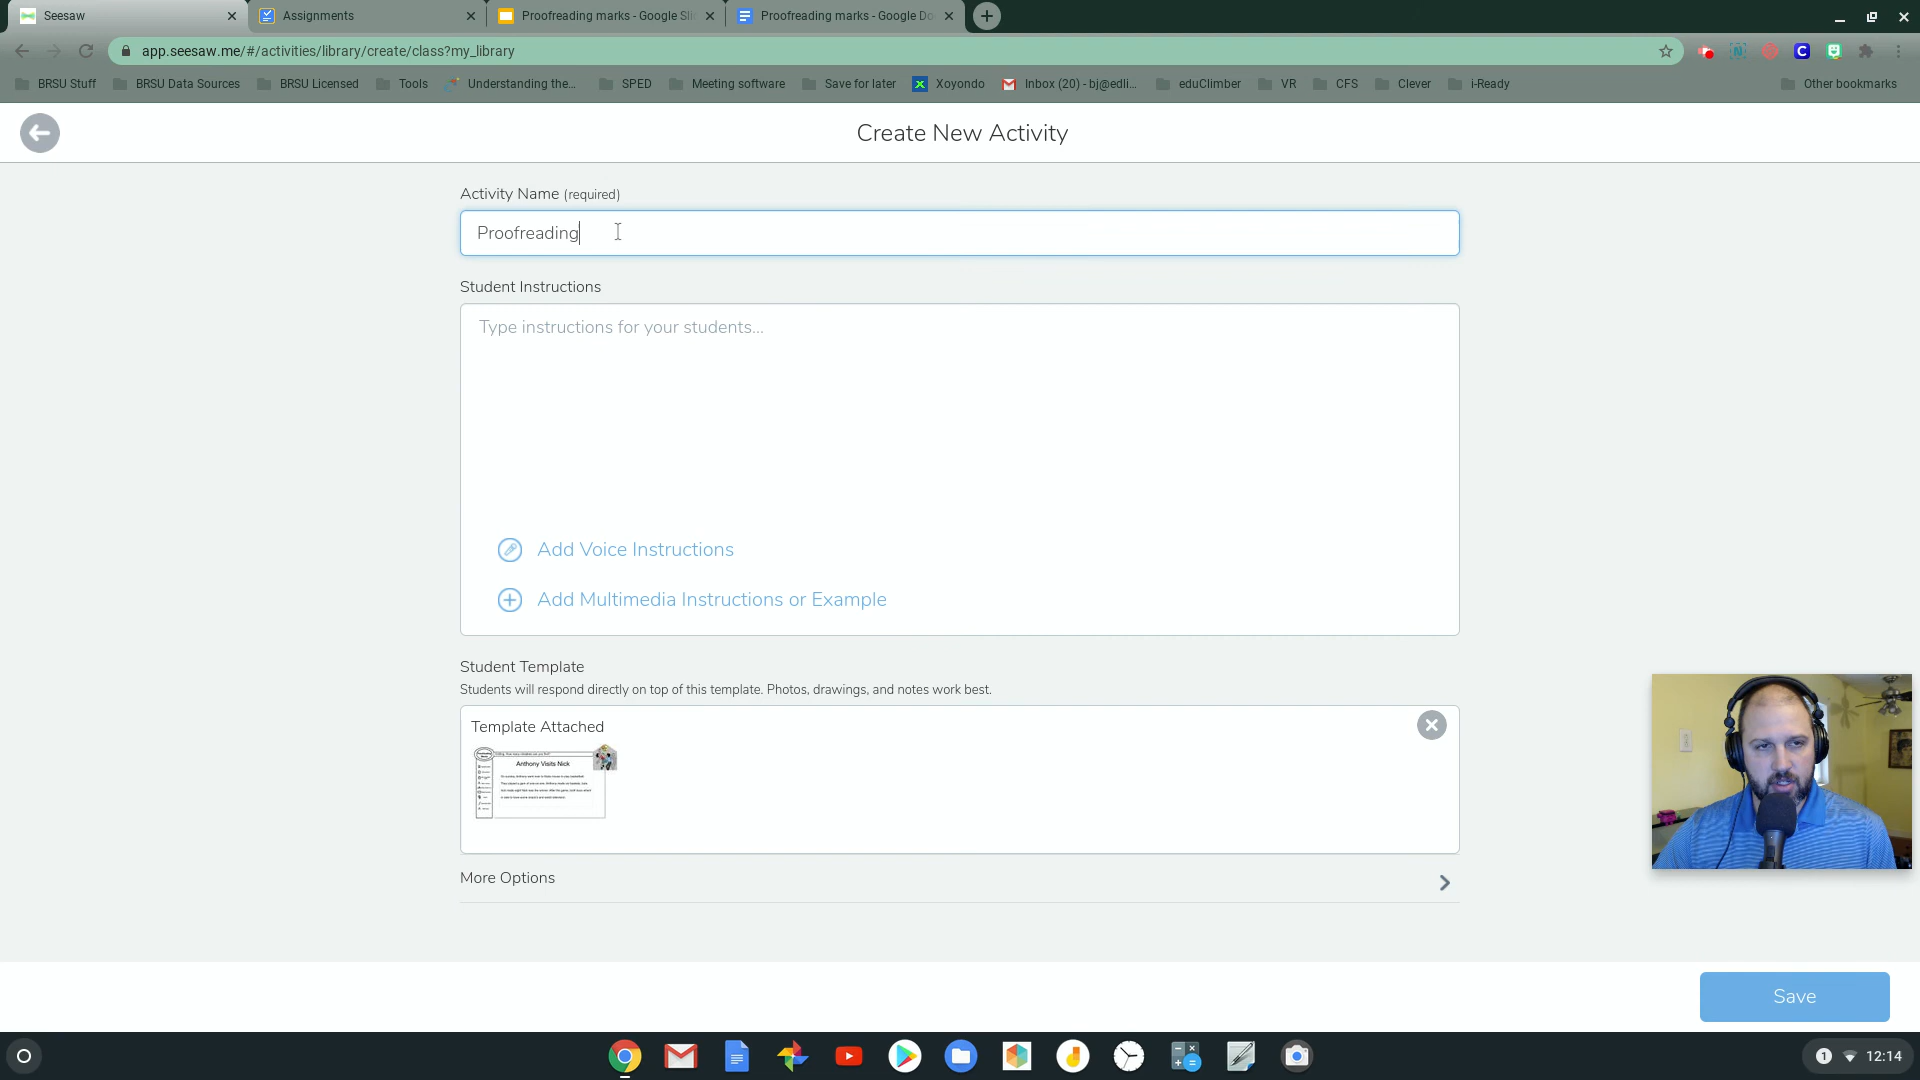 Seesaw
Assignments
Proofreading marks - Google Sli
Proofreading marks - Google Do
app.seesaw.me/#/activities/library/create/class?my_library
BRSU Stuff
BRSU Data Sources
BRSU Licensed
Tools
Understanding the...
SPED
Meeting software
Save for later
Xoyondo
Inbox (20) - bj@edli...
eduClimber
VR
CFS
Clever
i-Ready
Other bookmarks
Create New Activity
Activity Name (required)
Proofreading
Student Instructions
Type instructions for your students...
Add Voice Instructions
Add Multimedia Instructions or Example
Student Template
Students will respond directly on top of this template. Photos, drawings, and notes work best.
Template Attached
Anthony Visits Nick
More Options
Save
1
12:14